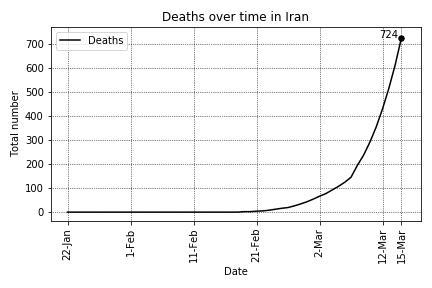 Deaths over time in Iran
Deaths
724
Total number
700
600
500
400
300
200
100
0
22-Jan
1-Feb
11-Feb
21-Feb
2-Mar
12-Mar
15-Mar
Date